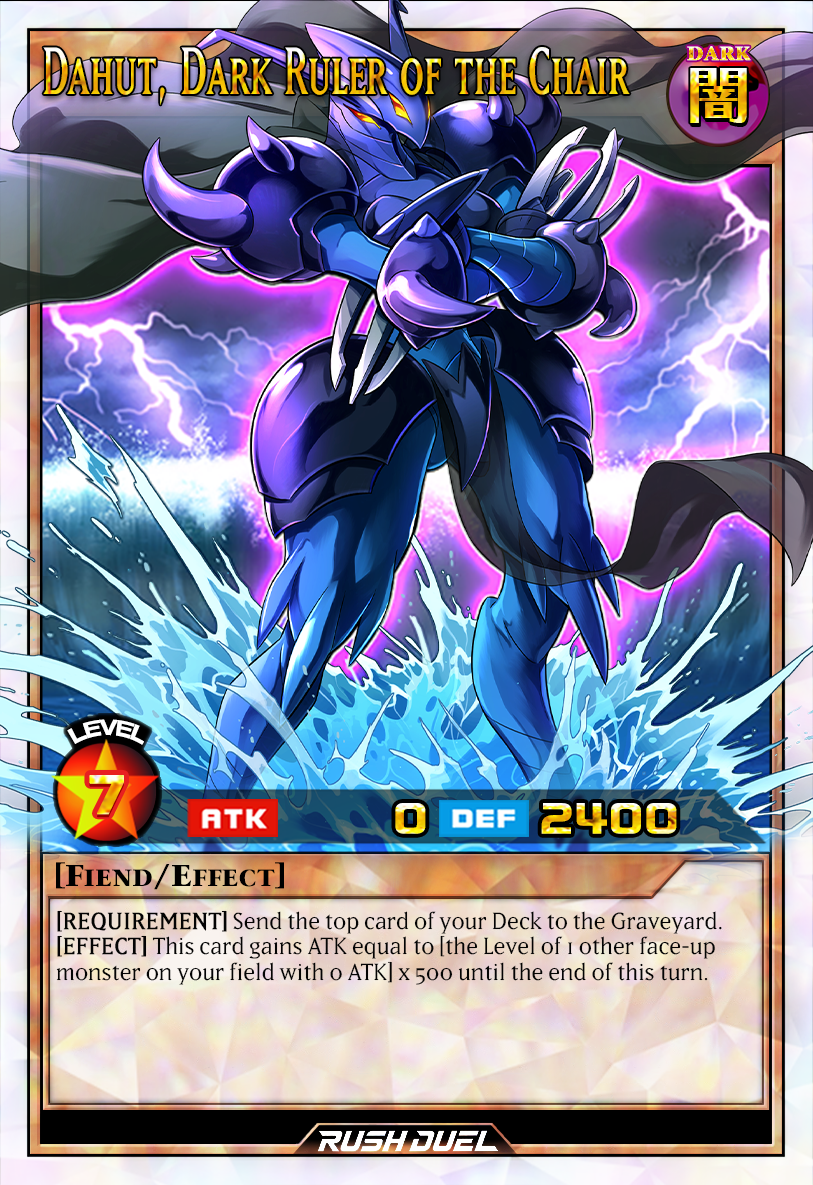 Dahut, Dark Ruler of the Chair
DARK
闇
LEVEL
7
ATK 0 DEF 2400
[Fiend/Effect]
[REQUIREMENT] Send the top card of your Deck to the Graveyard.
[EFFECT] This card gains ATK equal to [the Level of 1 other face-up
monster on your field with 0 ATK] x 500 until the end of this turn.
RUSH DUEL